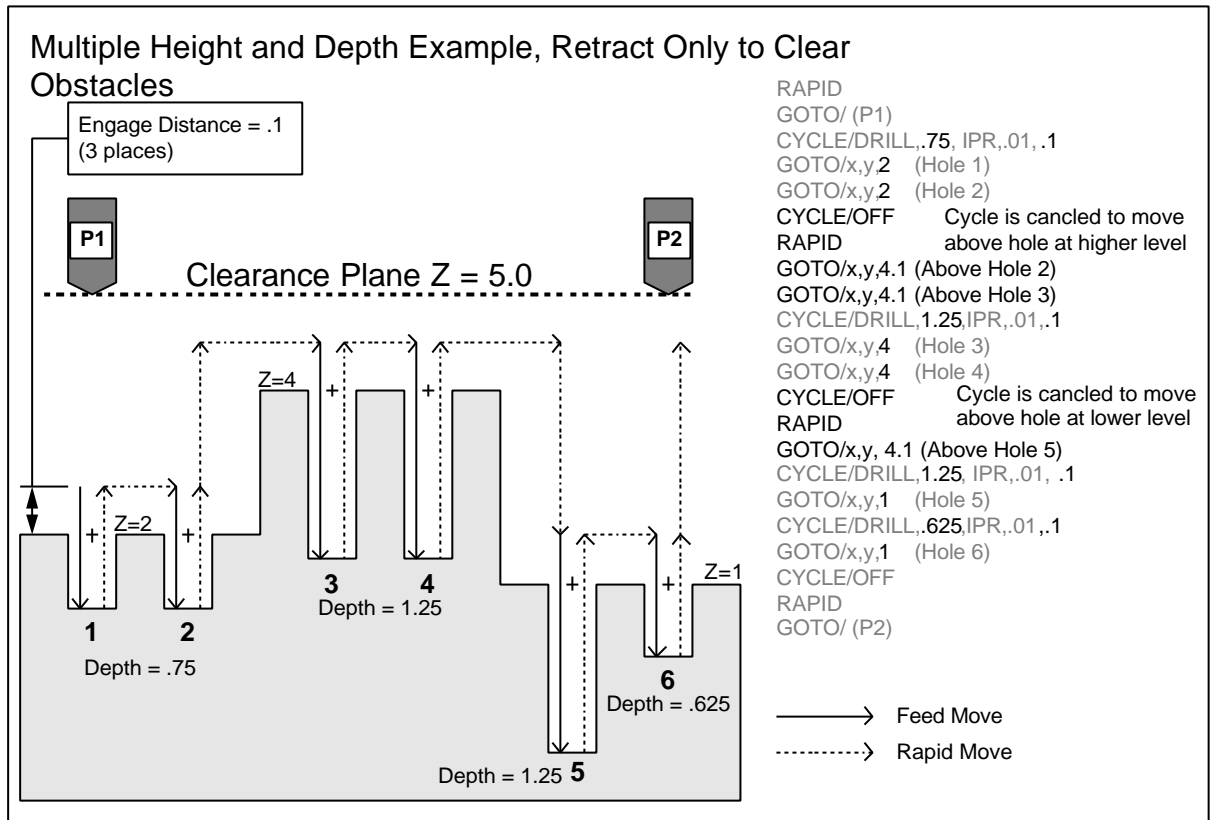 Multiple Height and Depth Example, Retract Only to Clear
Obstacles
Engage Distance = .1
(3 places)
P1
P2
Clearance Plane Z = 5.0
Z=4
Z=2
Z=1
+
+
+
+
+
+
1
2
Depth = .75
3
4
Depth = 1.25
6
Depth = .625
Depth = 1.25 5
RAPID
GOTO/ (P1)
CYCLE/DRILL,.75, IPR,.01, .1
GOTO/x,y,2 (Hole 1)
GOTO/x,y,2 (Hole 2)
CYCLE/OFF Cycle is cancled to move
RAPID above hole at higher level
GOTO/x,y,4.1 (Above Hole 2)
GOTO/x,y,4.1 (Above Hole 3)
CYCLE/DRILL,1.25,IPR,.01,.1
GOTO/x,y,4 (Hole 3)
GOTO/x,y,4 (Hole 4)
CYCLE/OFF Cycle is cancled to move
RAPID above hole at lower level
GOTO/x,y, 4.1 (Above Hole 5)
CYCLE/DRILL,1.25, IPR,.01, .1
GOTO/x,y,1 (Hole 5)
CYCLE/DRILL,.625,IPR,.01,.1
GOTO/x,y,1 (Hole 6)
CYCLE/OFF
RAPID
GOTO/ (P2)
Feed Move
Rapid Move